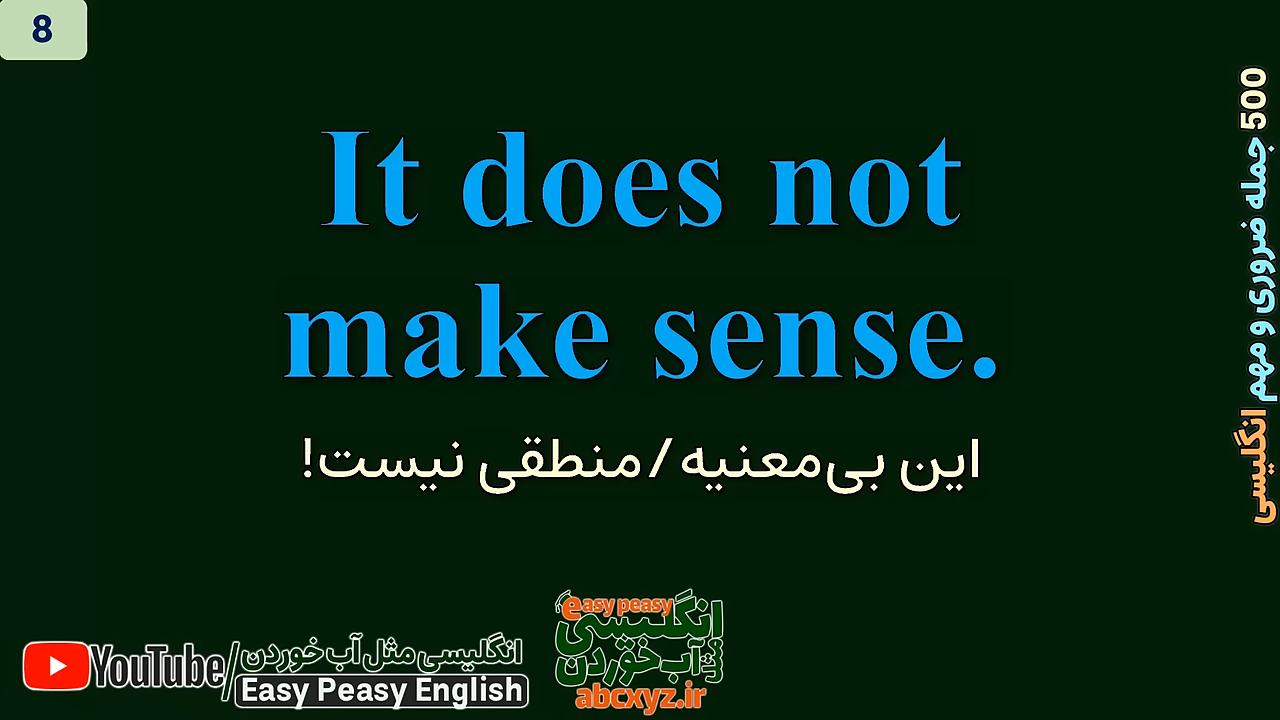 8
It does not
make sense.
این بی‌معنیه/منطقی نیست!
500 جمله ضروری و مهم انگلیسی
YouTube/انگلیسی مثل آب خوردن
Easy Peasy English
easy peasy
انگلیسی
مثل آب خوردن
abcxyz.ir